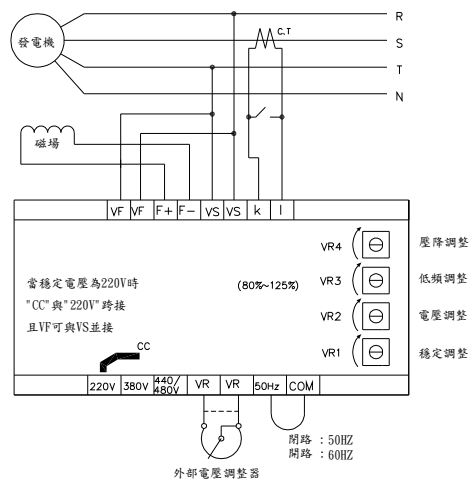 R
S
T
N
發電機
C.T
磁場
VF VF F+ F- VS VS k l
VR4 壓降調整
VR3 低頻調整
VR2 電壓調整
VR1 穩定調整
當穩定電壓為220V時
"CC"與"220V"跨接
且VF可與VS並接
(80%~125%)
CC
220V 380V 440/480V VR VR 50Hz COM
閉路 : 50HZ
開路 : 60HZ
外部電壓調整器